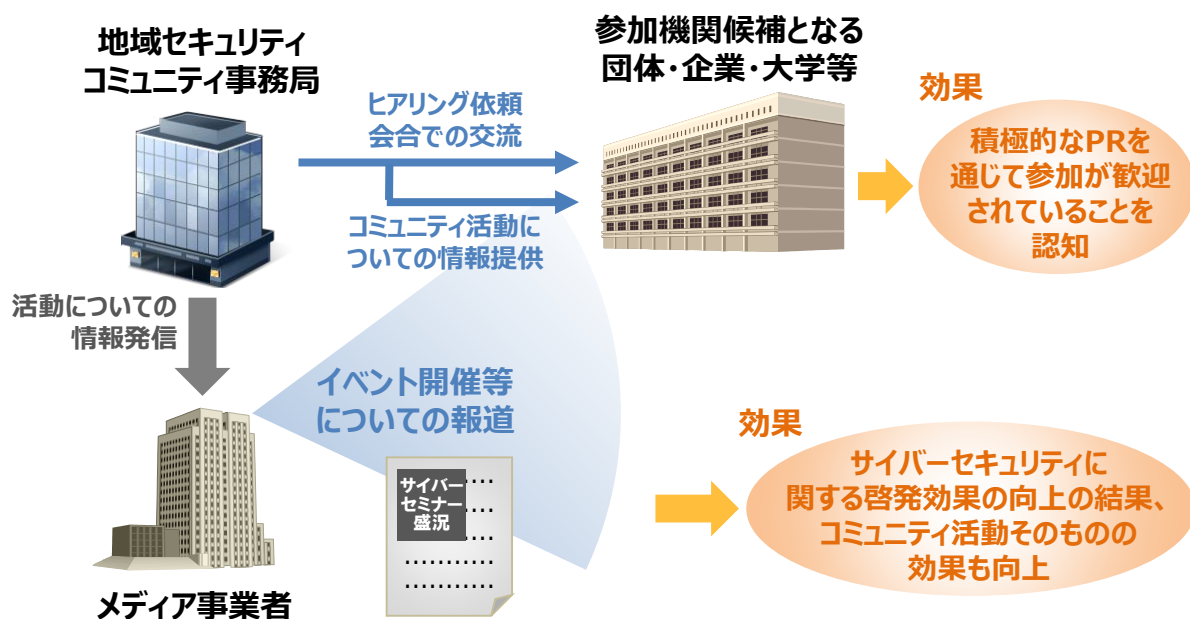 地域セキュリティ
コミュニティ事務局
参加機関候補となる
団体・企業・大学等
ヒアリング依頼
会合での交流
コミュニティ活動に
ついての情報提供
効果
積極的なPRを
通じて参加が歓迎
されていることを
認知
活動についての
情報発信
イベント開催等
についての報道
サイバー
セミナー
盛況
メディア事業者
効果
サイバーセキュリティに
関する啓発効果の向上の結果、
コミュニティ活動そのものの
効果も向上